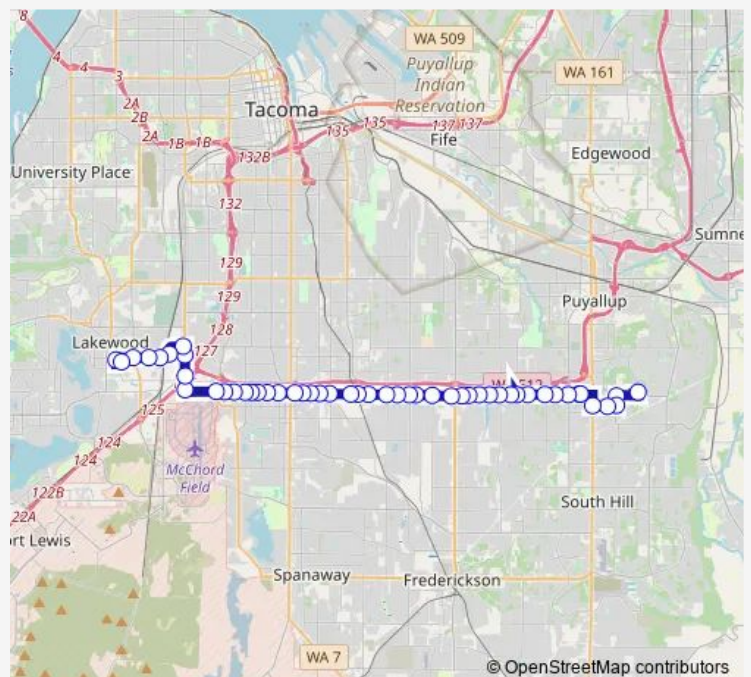 8
WA 509
4
4
3
Puyallup
Indian
Reservation
WA 161
2A
2B
Tacoma
2A
1B
1B
135
135
137
137
Fife
132B
Edgewood
University Place
132
Sumne
129
129
Puyallup
128
Lakewood
127
125
McChord
Field
124
124
122B
22A
South Hill
ort Lewis
Spanaway
Frederickson
WA 7
© OpenStreetMap contributors